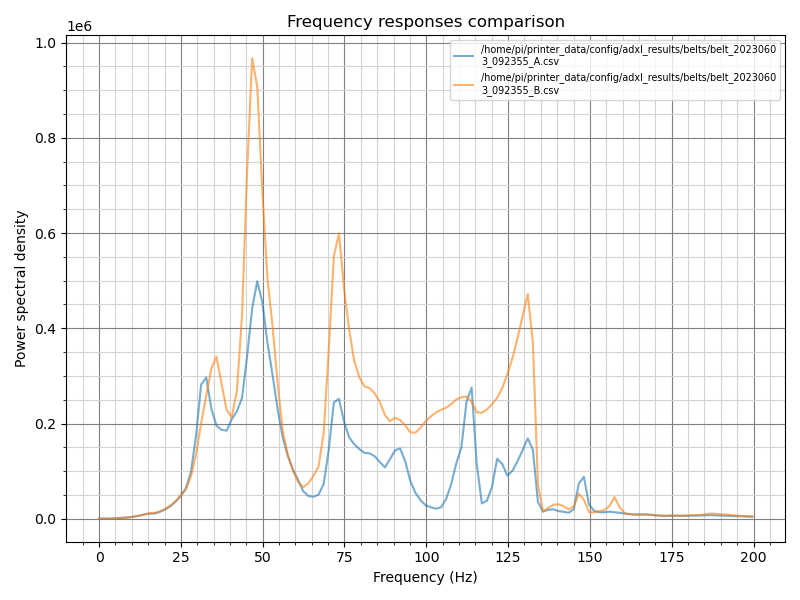 Frequency responses comparison
1e6
/home/pi/printer_data/config/adxl_results/belts/belt_2023060
3_092355_A.csv
/home/pi/printer_data/config/adxl_results/belts/belt_2023060
3_092355_B.csv
1.0
0.8
0.6
0.4
0.2
0.0
Power spectral density
0 25 50 75 100 125 150 175 200
Frequency (Hz)